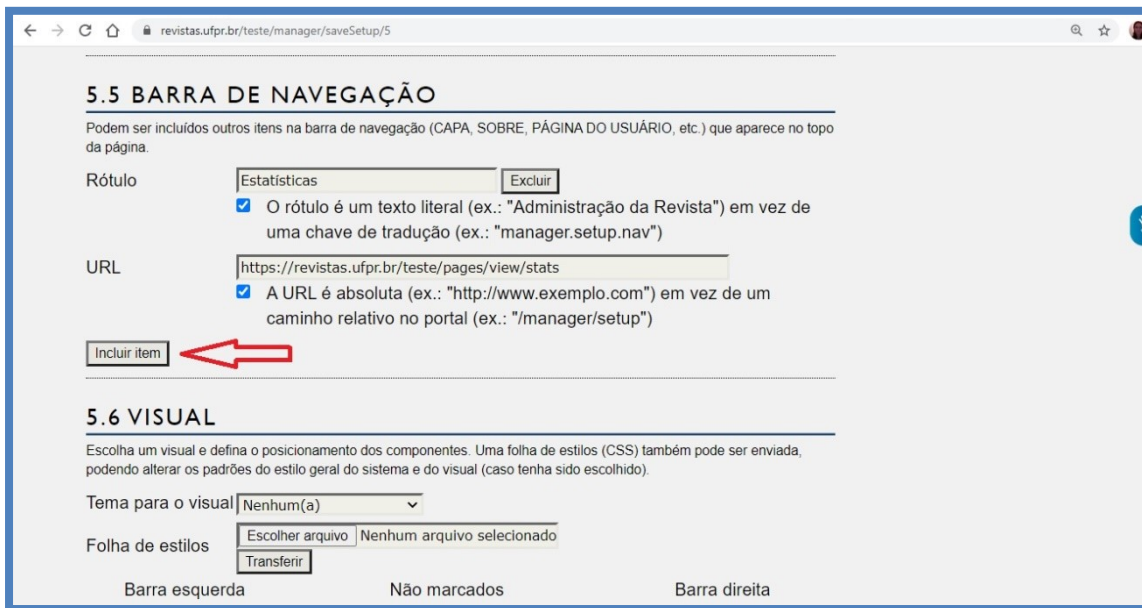 revistas.ufpr.br/teste/manager/saveSetup/5
5.5 BARRA DE NAVEGAÇÃO
Podem ser incluídos outros itens na barra de navegação (CAPA, SOBRE, PÁGINA DO USUÁRIO, etc.) que aparece no topo
da página.
Rótulo Estatísticas Excluir
O rótulo é um texto literal (ex.: "Administração da Revista") em vez de
uma chave de tradução (ex.: "manager.setup.nav")
URL https://revistas.ufpr.br/teste/pages/view/stats
A URL é absoluta (ex.: "http://www.exemplo.com") em vez de um
caminho relativo no portal (ex.: "/manager/setup")
Incluir item
5.6 VISUAL
Escolha um visual e defina o posicionamento dos componentes. Uma folha de estilos (CSS) também pode ser enviada,
podendo alterar os padrões do estilo geral do sistema e do visual (caso tenha sido escolhido).
Tema para o visual Nenhum(a)
Folha de estilos Escolher arquivo Nenhum arquivo selecionado
Transferir
Barra esquerda Não marcados Barra direita